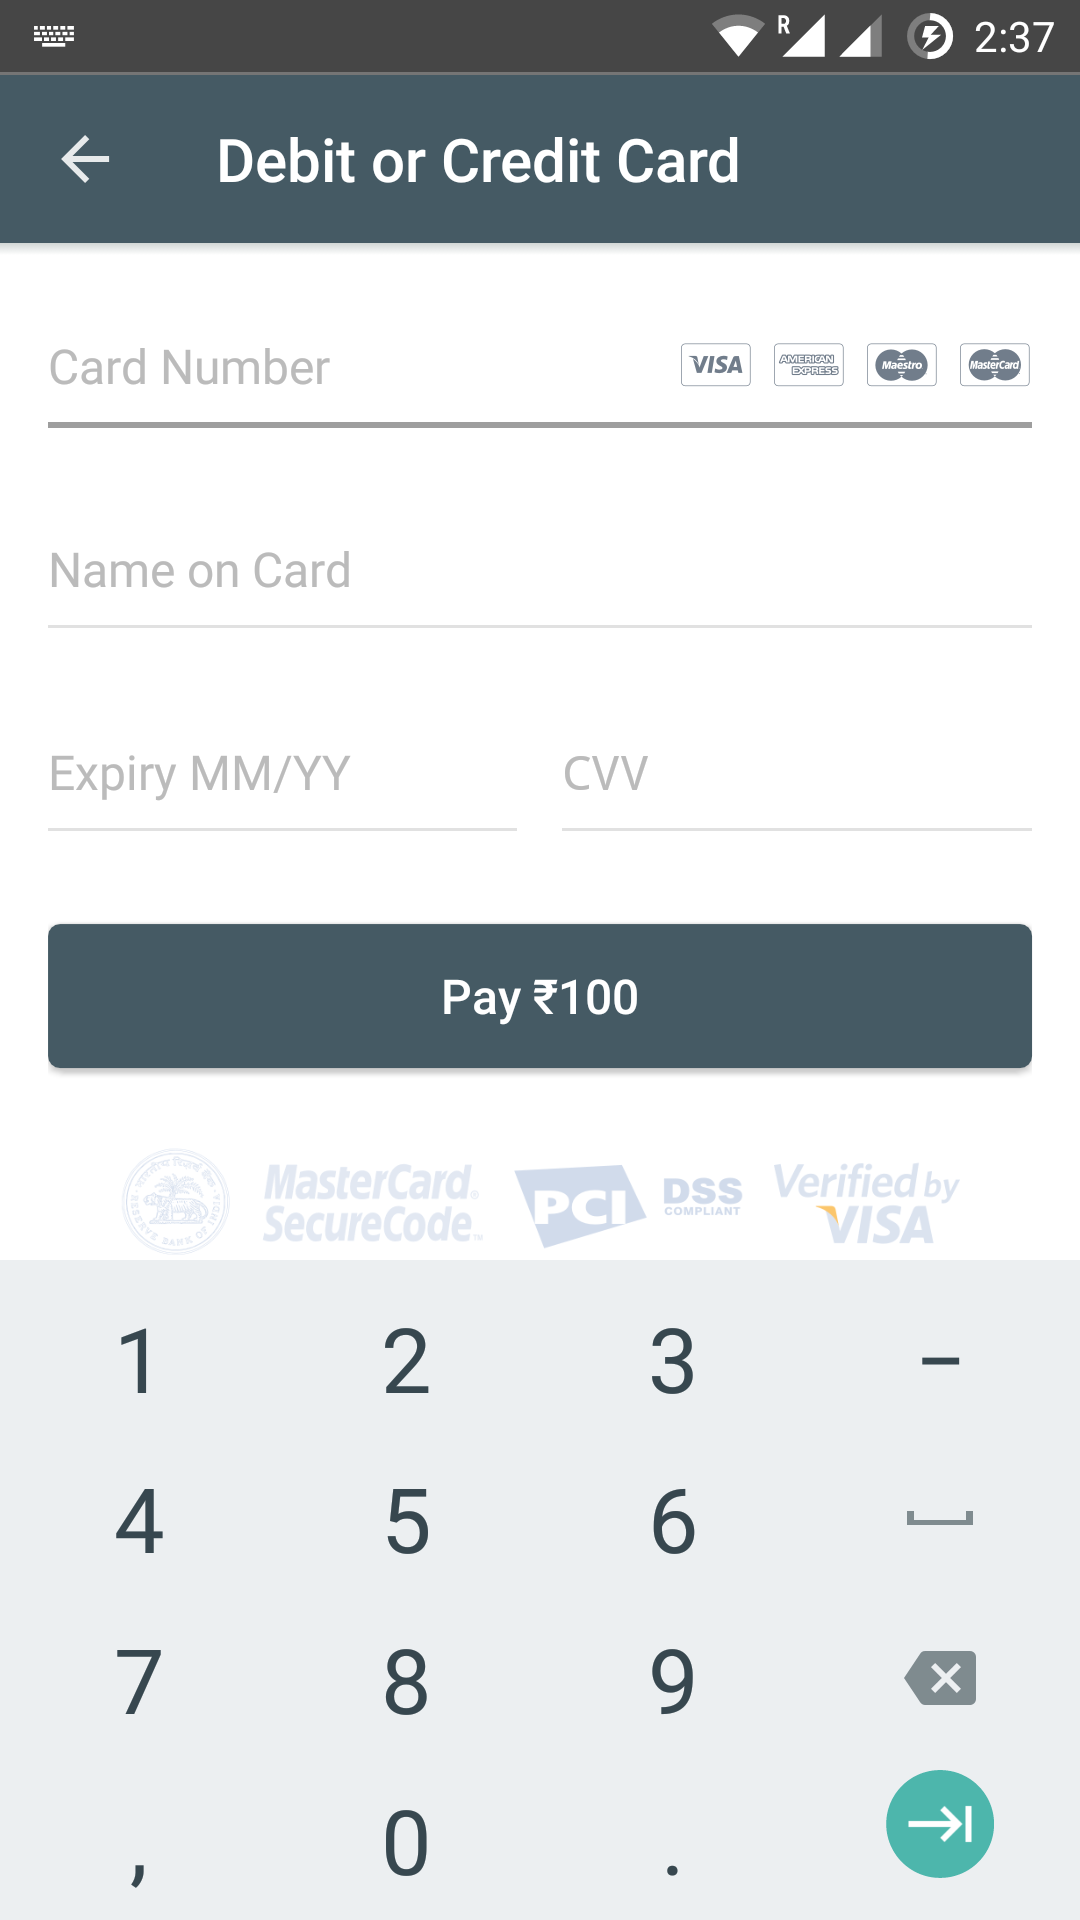 R 2:37
Debit or Credit Card
Card Number VISA AMERICAN EXPRESS Maestro MasterCard
Name on Card
Expiry MM/YY CVV
Pay ₹100
RESERVE BANK OF INDIA
MasterCard® SecureCode™
PCI DSS COMPLIANT
Verified by VISA
1 2 3 –
4 5 6
7 8 9
, 0 .